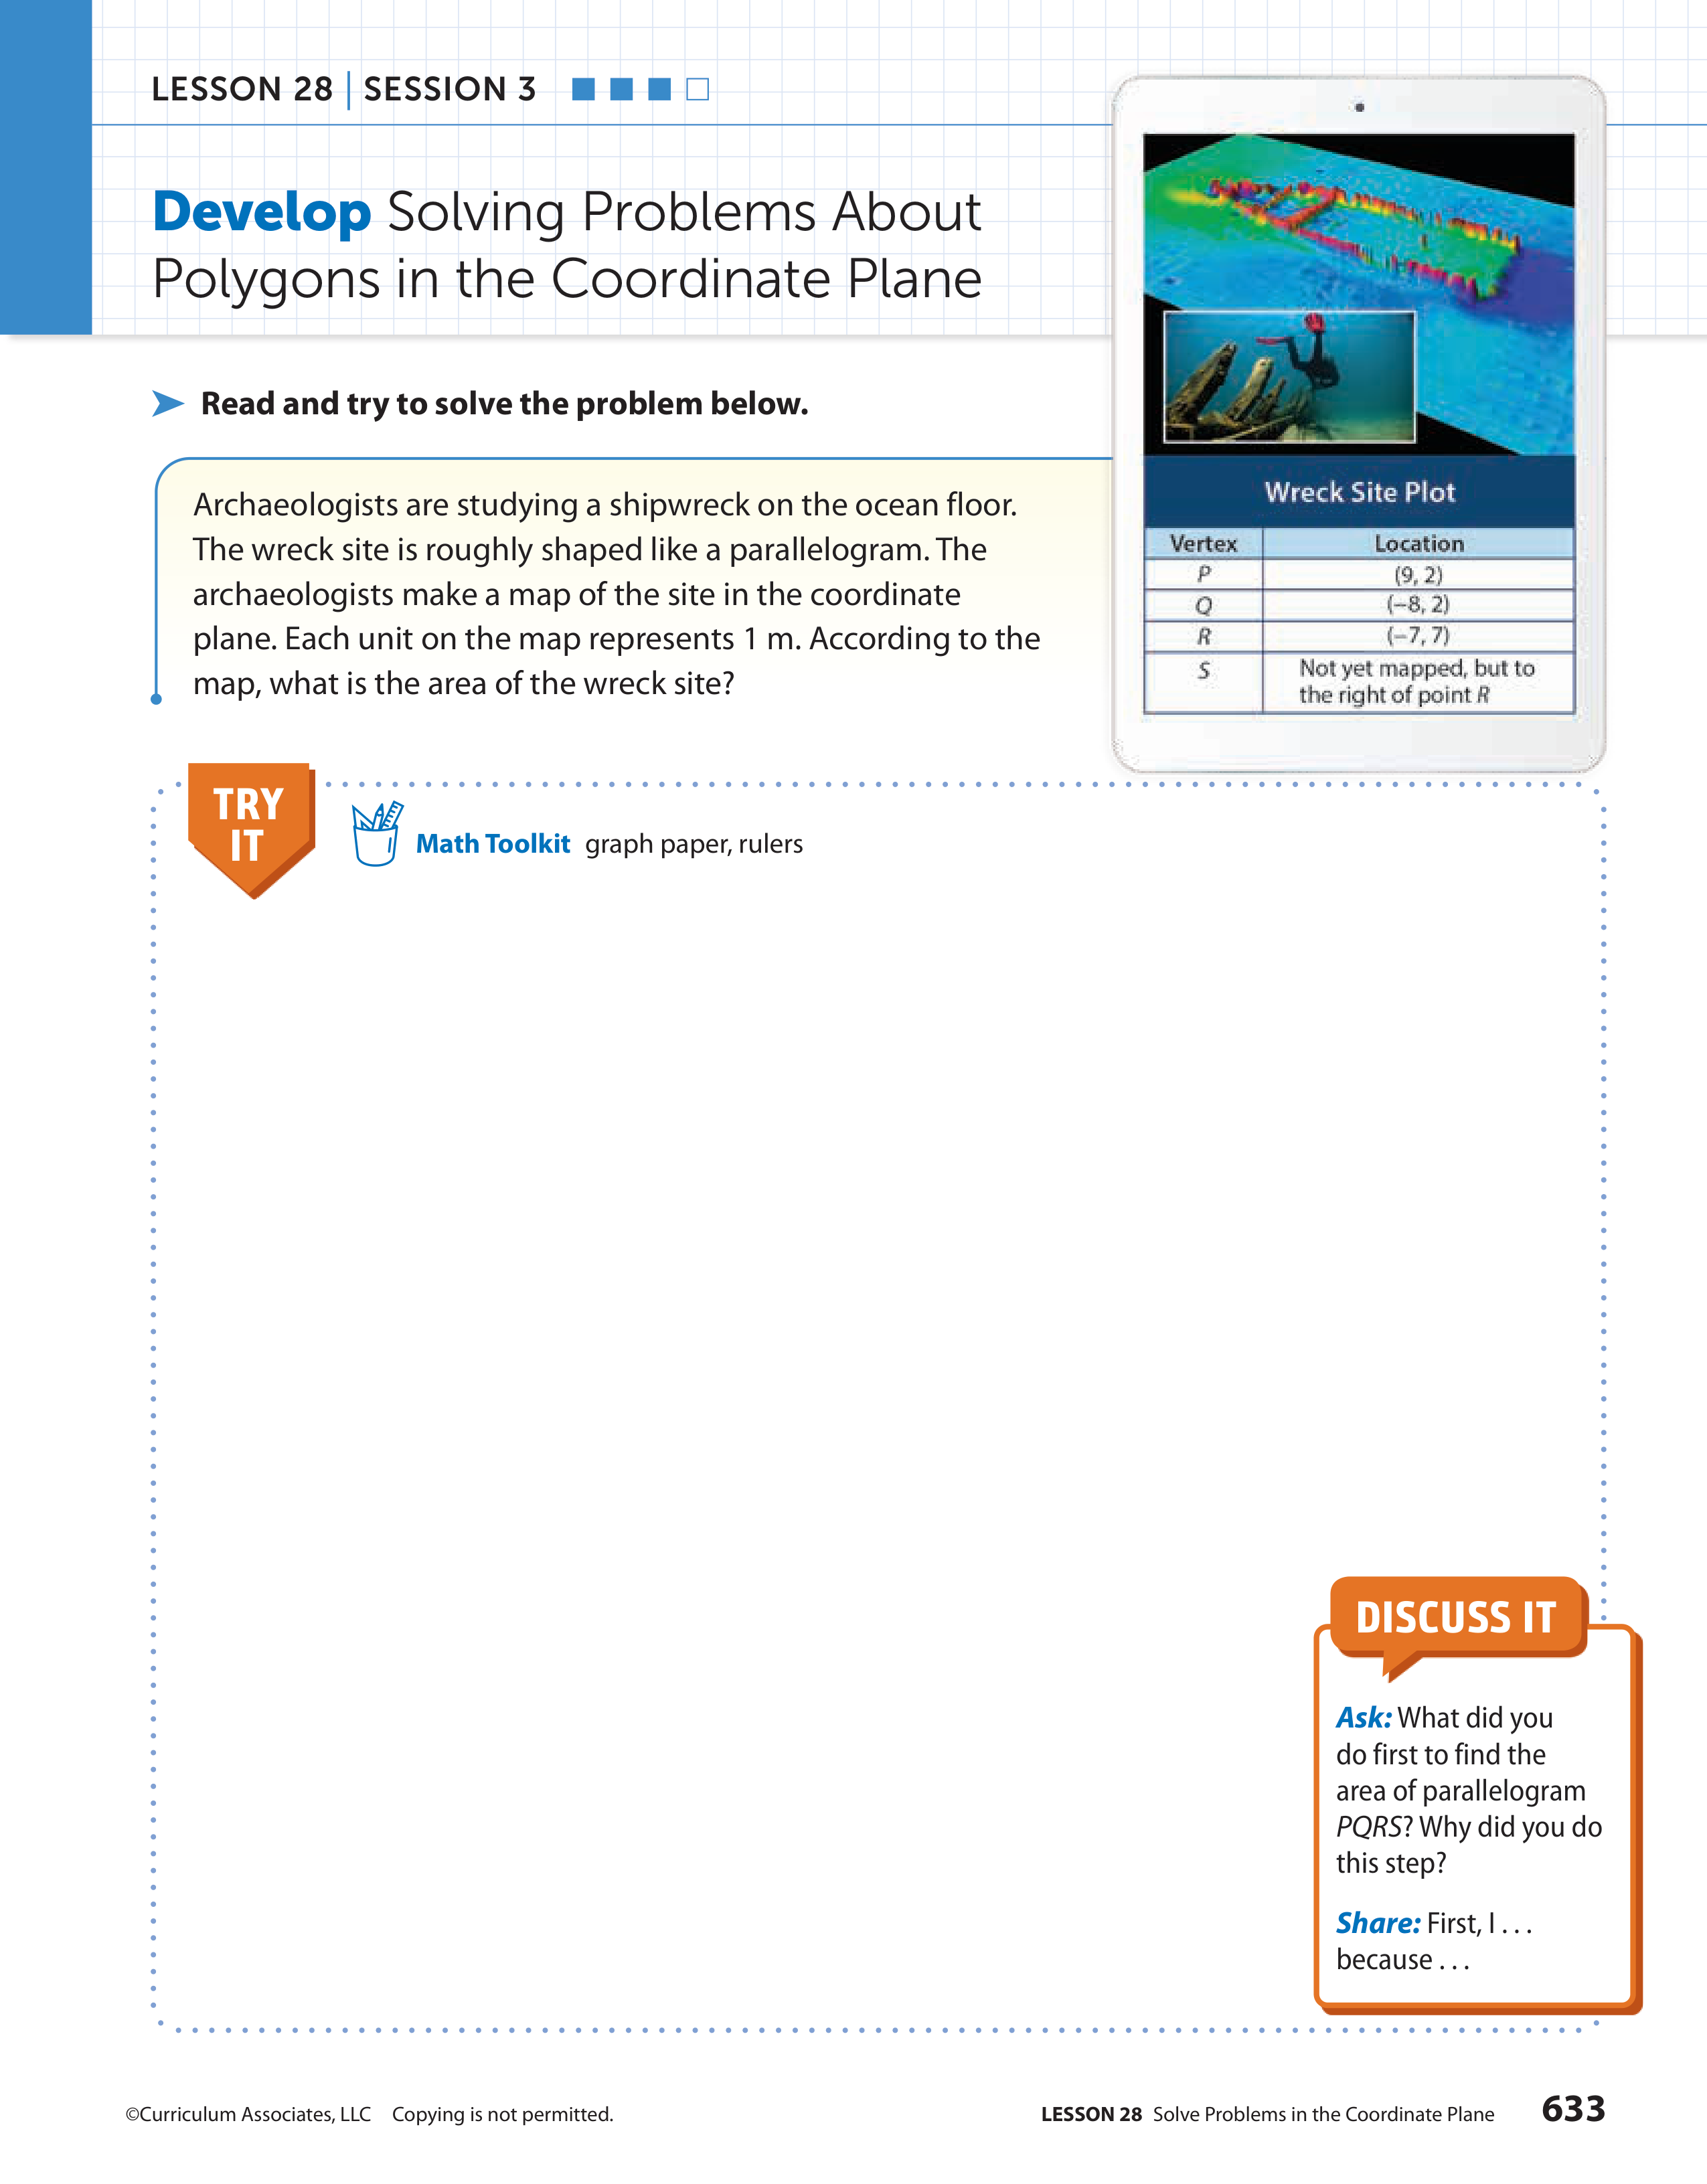 LESSON 28 | SESSION 3
Develop Solving Problems About
Polygons in the Coordinate Plane
Read and try to solve the problem below.
Archaeologists are studying a shipwreck on the ocean floor.
The wreck site is roughly shaped like a parallelogram. The
archaeologists make a map of the site in the coordinate
plane. Each unit on the map represents 1 m. According to the
map, what is the area of the wreck site?
Wreck Site Plot
Vertex Location
P (9, 2)
Q (−8, 2)
R (−7, 7)
S Not yet mapped, but to
the right of point R
TRY
IT
Math Toolkit graph paper, rulers
DISCUSS IT
Ask: What did you
do first to find the
area of parallelogram
PQRS? Why did you do
this step?
Share: First, I . . .
because . . .
©Curriculum Associates, LLC Copying is not permitted.
LESSON 28 Solve Problems in the Coordinate Plane 633